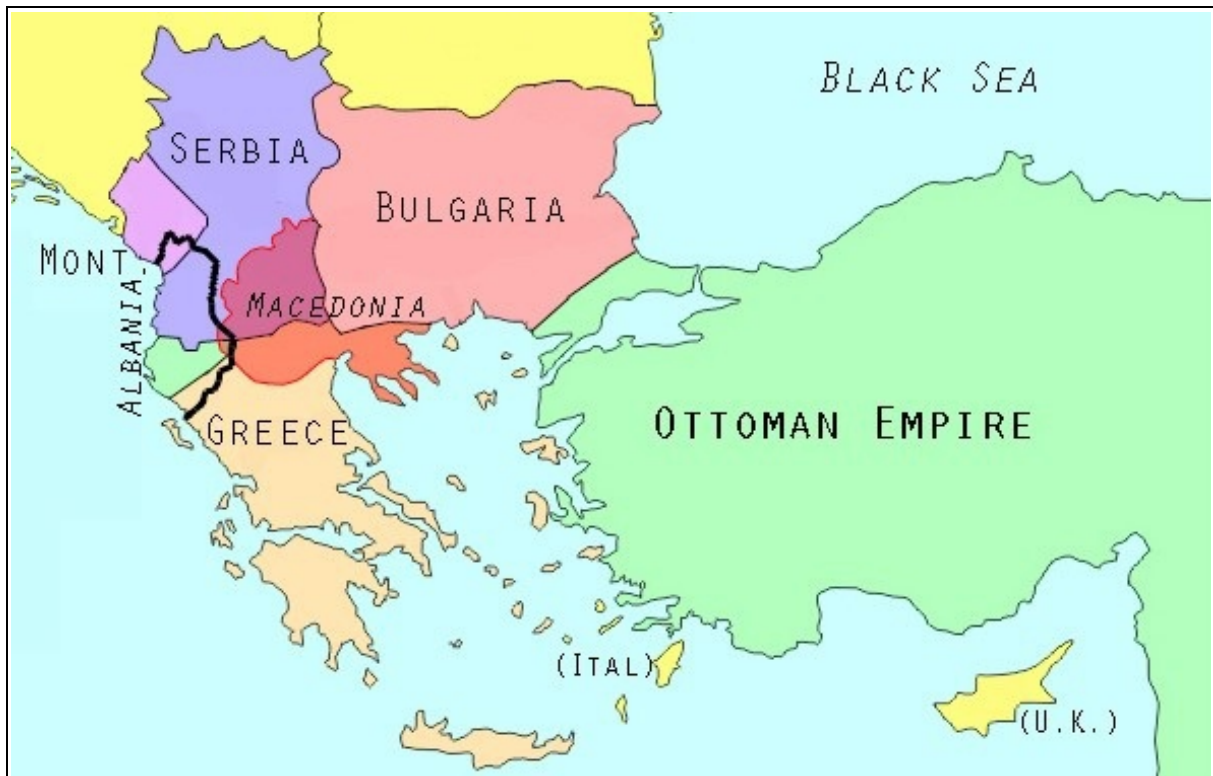 BLACK SEA
SERBIA
BULGARIA
MONT.
MACEDONIA
ALBANIA
GREECE
OTTOMAN EMPIRE
(ITAL)
(U.K.)